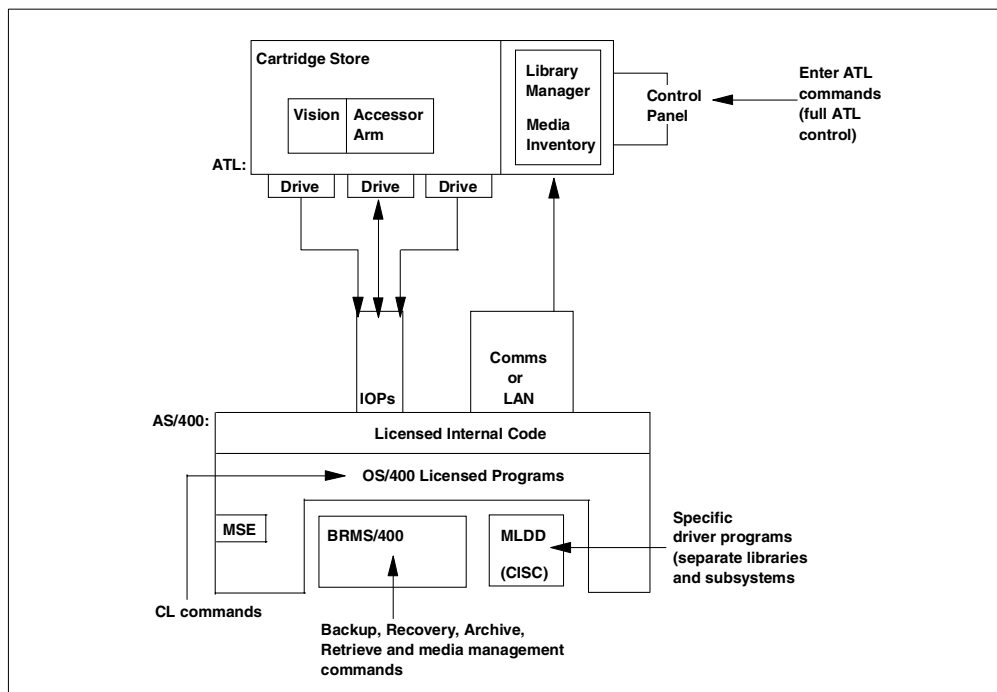 Cartridge Store
Vision
Accessor
Arm
ATL:
Drive
Drive
Drive
Library
Manager
Media
Inventory
Control
Panel
Enter ATL
commands
(full ATL
control)
IOPs
Comms
or
LAN
AS/400:
Licensed Internal Code
OS/400 Licensed Programs
MSE
BRMS/400
MLDD
(CISC)
Specific
driver programs
(separate libraries
and subsystems
CL commands
Backup, Recovery, Archive,
Retrieve and media management
commands